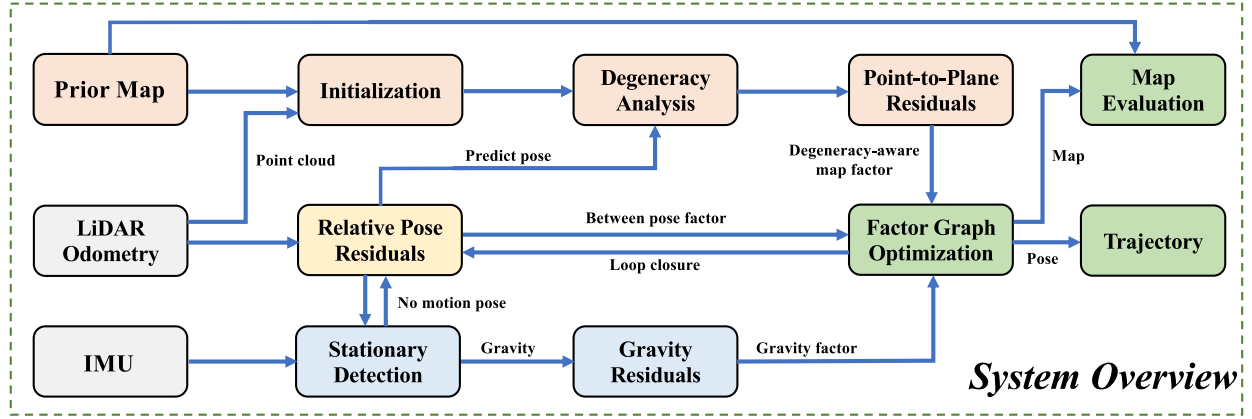 Prior Map
Initialization
Degeneracy
Analysis
Point-to-Plane
Residuals
Map
Evaluation
Point cloud
Predict pose
Degeneracy-aware
map factor
Map
LiDAR
Odometry
Relative Pose
Residuals
Between pose factor
Loop closure
Factor Graph
Optimization
Pose
Trajectory
No motion pose
IMU
Stationary
Detection
Gravity
Gravity
Residuals
Gravity factor
System Overview